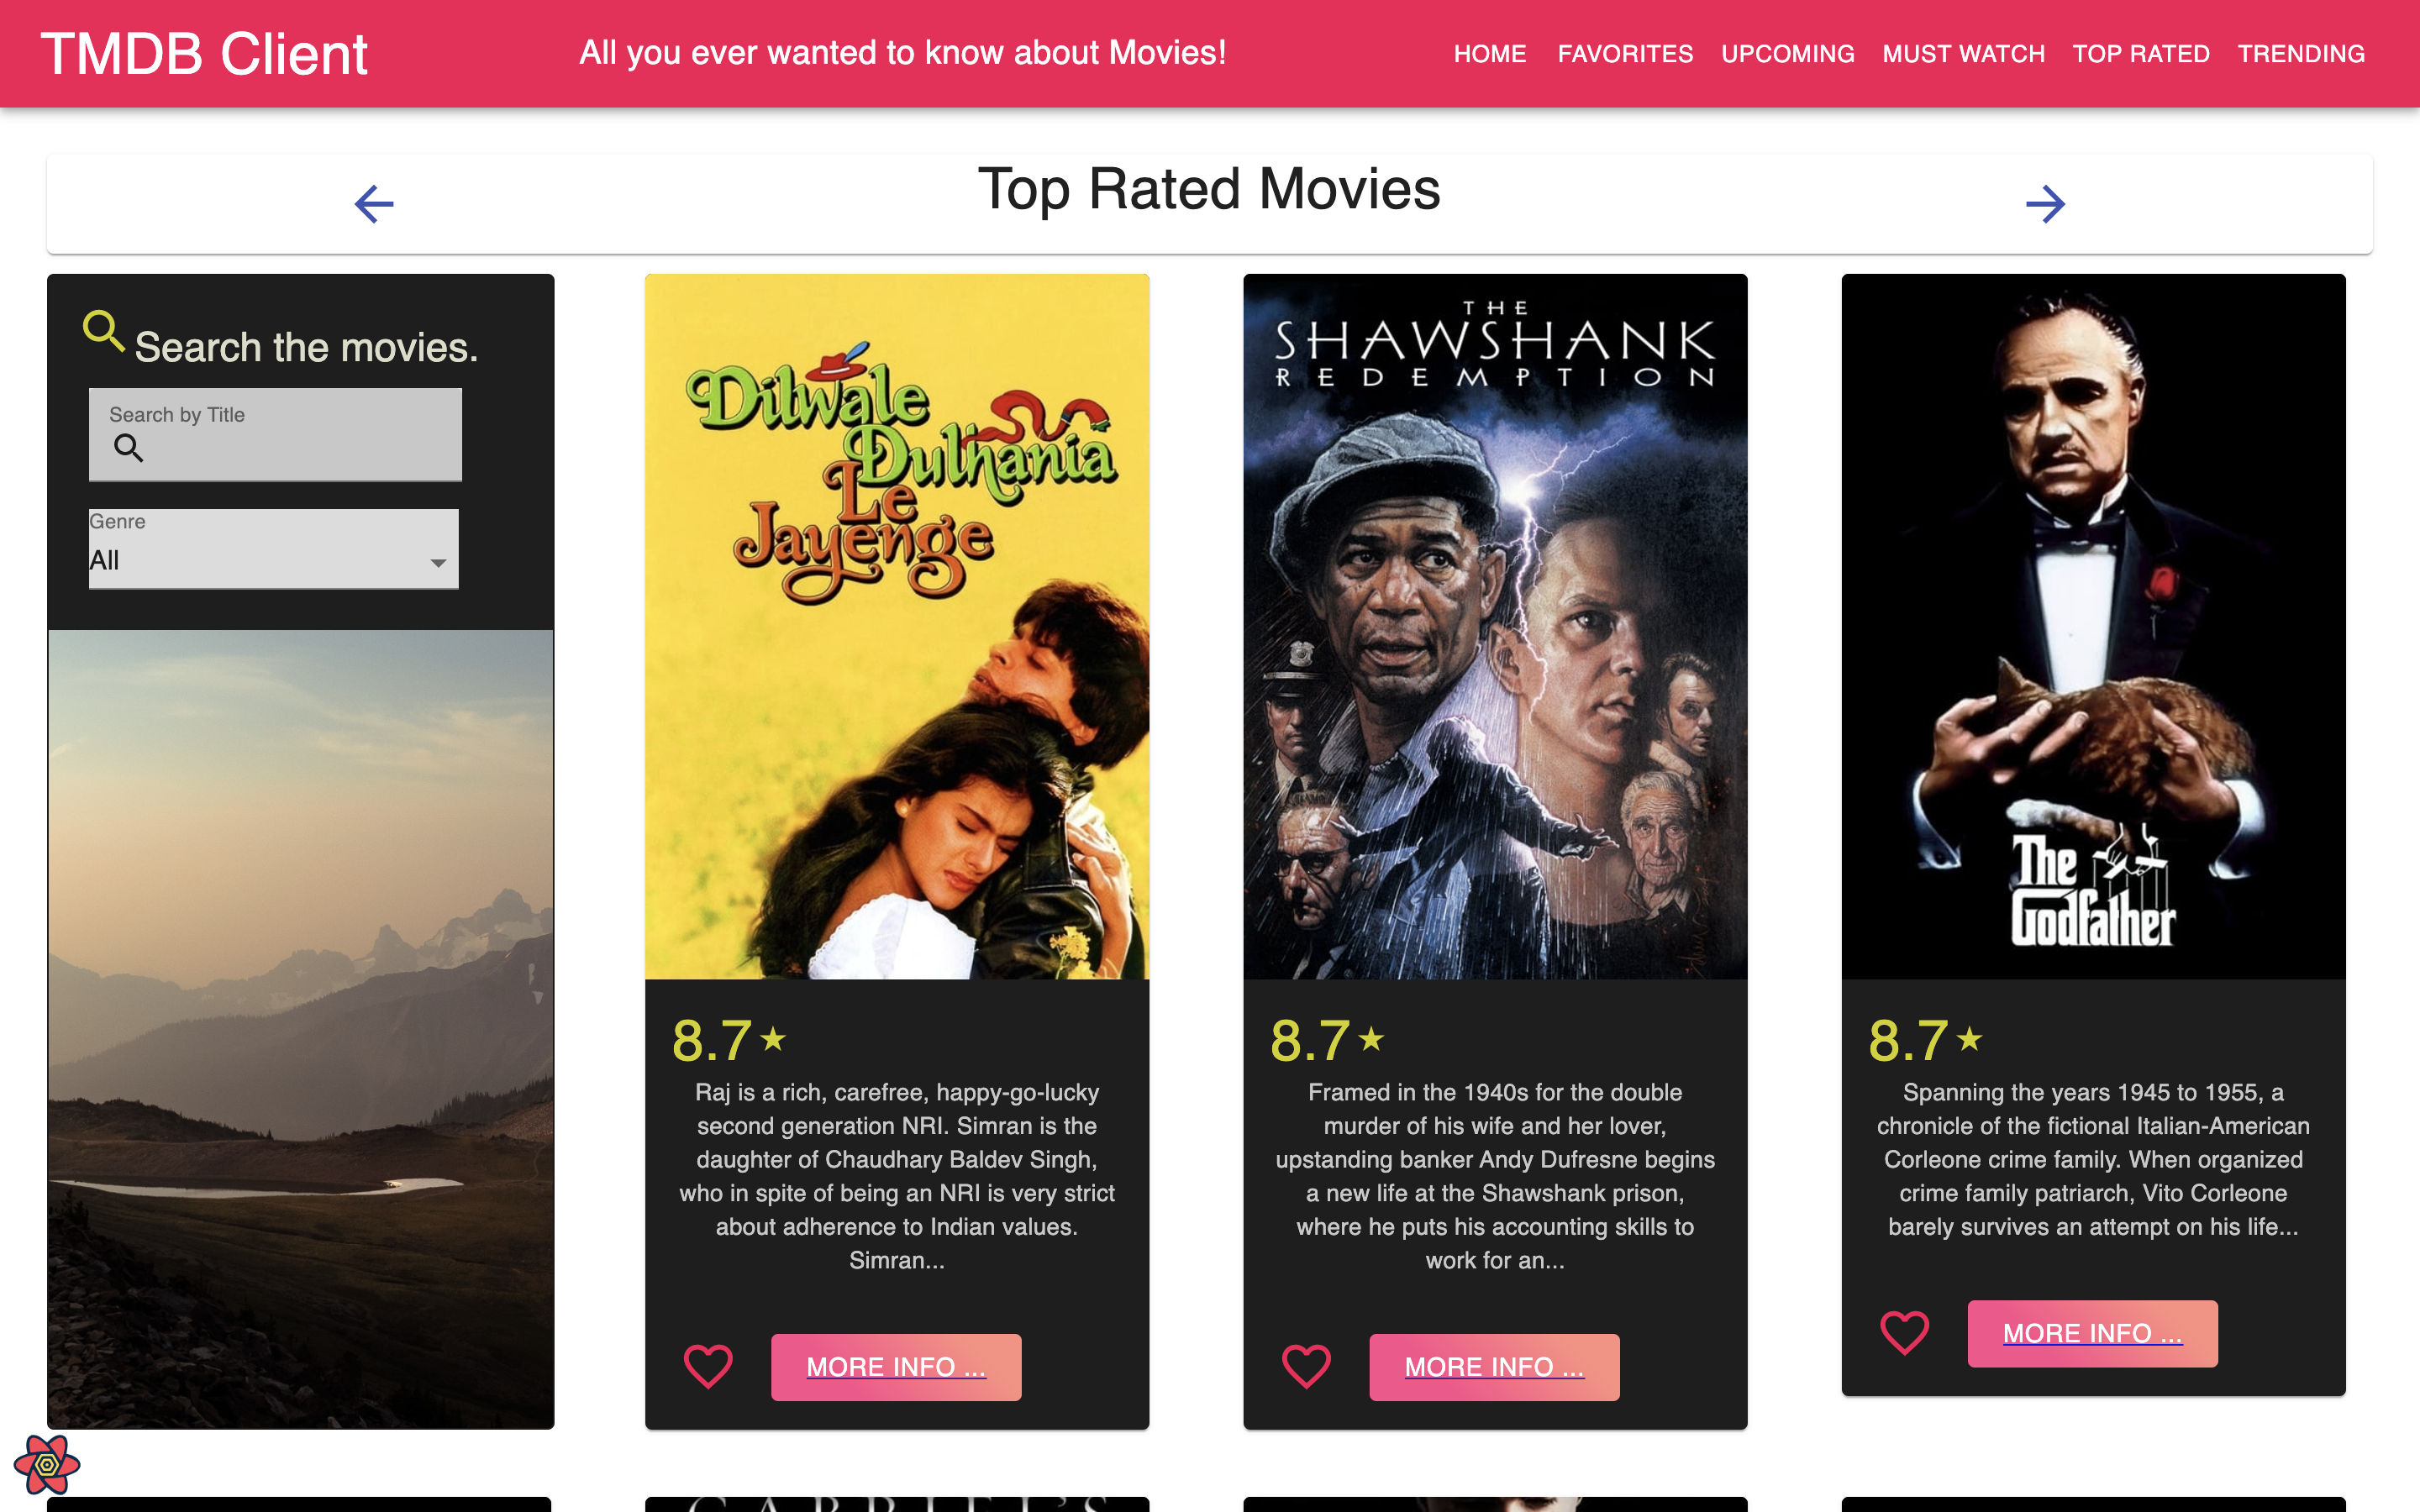 TMDB Client
All you ever wanted to know about Movies!
HOME FAVORITES UPCOMING MUST WATCH TOP RATED TRENDING
Top Rated Movies
Search the movies.
Search by Title
Genre
All
Dilwale
Dulhania
Le
Jayenge
8.7★
Raj is a rich, carefree, happy-go-lucky
second generation NRI. Simran is the
daughter of Chaudhary Baldev Singh,
who in spite of being an NRI is very strict
about adherence to Indian values.
Simran...
MORE INFO ...
THE
SHAWSHANK
REDEMPTION
8.7★
Framed in the 1940s for the double
murder of his wife and her lover,
upstanding banker Andy Dufresne begins
a new life at the Shawshank prison,
where he puts his accounting skills to
work for an...
MORE INFO ...
The
Godfather
8.7★
Spanning the years 1945 to 1955, a
chronicle of the fictional Italian-American
Corleone crime family. When organized
crime family patriarch, Vito Corleone
barely survives an attempt on his life...
MORE INFO ...